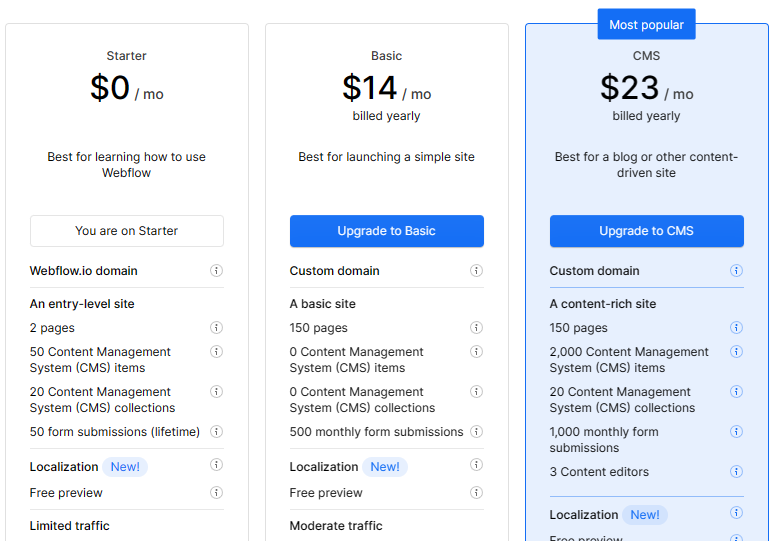 Most popular
Starter
$0 / mo
Best for learning how to use
Webflow
You are on Starter
Webflow.io domain
An entry-level site
2 pages
50 Content Management
System (CMS) items
20 Content Management
System (CMS) collections
50 form submissions (lifetime)
Localization New!
Free preview
Limited traffic
Basic
$14 / mo
billed yearly
Best for launching a simple site
Upgrade to Basic
Custom domain
A basic site
150 pages
0 Content Management
System (CMS) items
0 Content Management
System (CMS) collections
500 monthly form submissions
Localization New!
Free preview
Moderate traffic
CMS
$23 / mo
billed yearly
Best for a blog or other content-
driven site
Upgrade to CMS
Custom domain
A content-rich site
150 pages
2,000 Content Management
System (CMS) items
20 Content Management
System (CMS) collections
1,000 monthly form
submissions
3 Content editors
Localization New!
Free preview